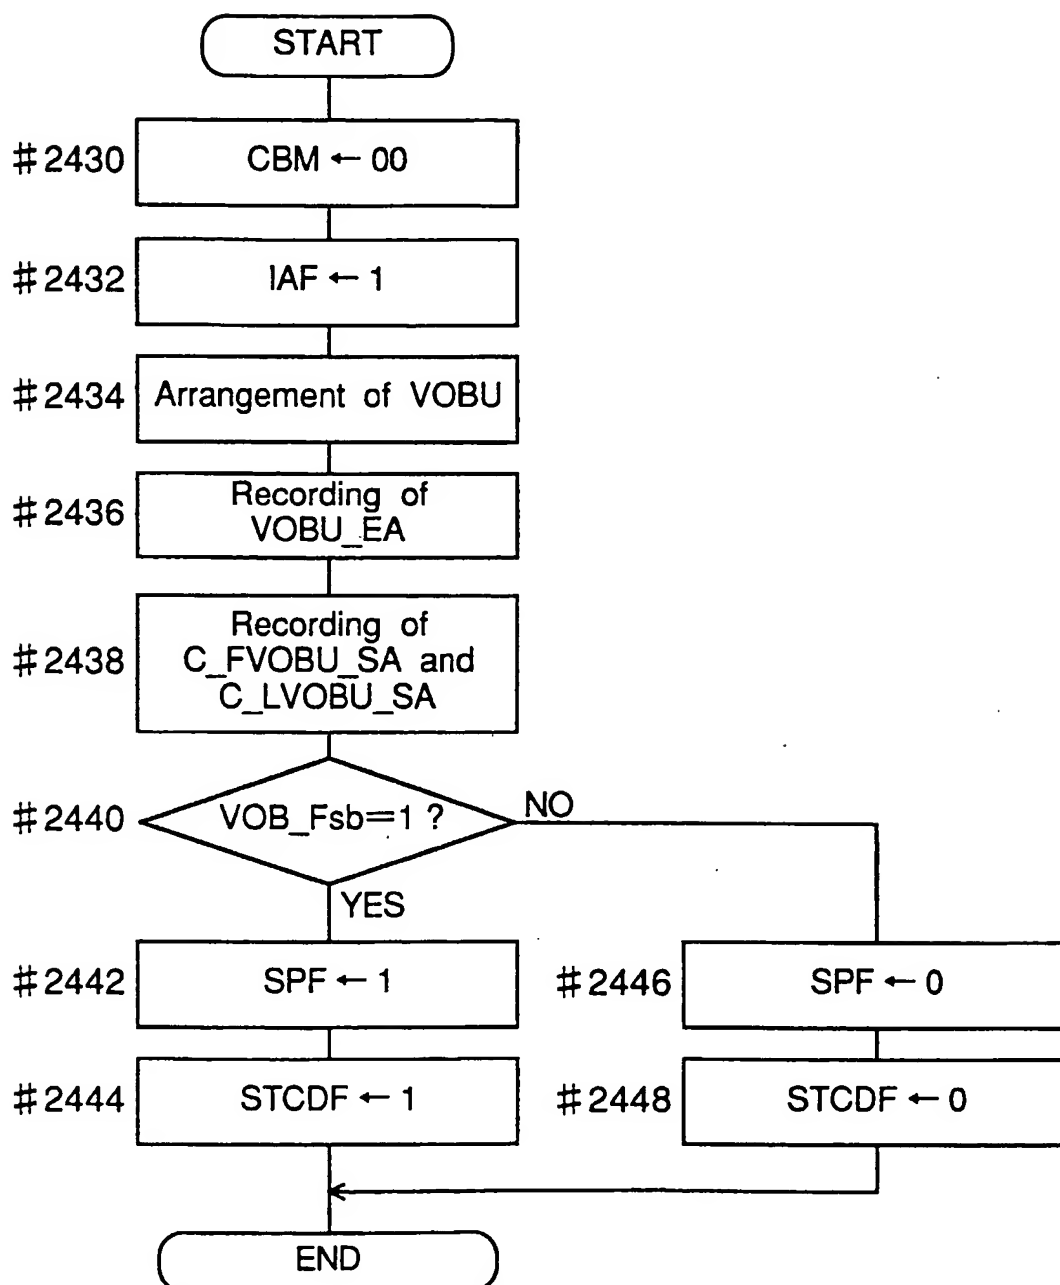 START
#2430
CBM ← 00
#2432
IAF ← 1
#2434
Arrangement of VOBU
#2436
Recording of
VOBU_EA
#2438
Recording of
C_FVOBU_SA and
C_LVOBU_SA
#2440
VOB_Fsb=1 ?
NO
YES
#2442
SPF ← 1
#2446
SPF ← 0
#2444
STCDF ← 1
#2448
STCDF ← 0
END